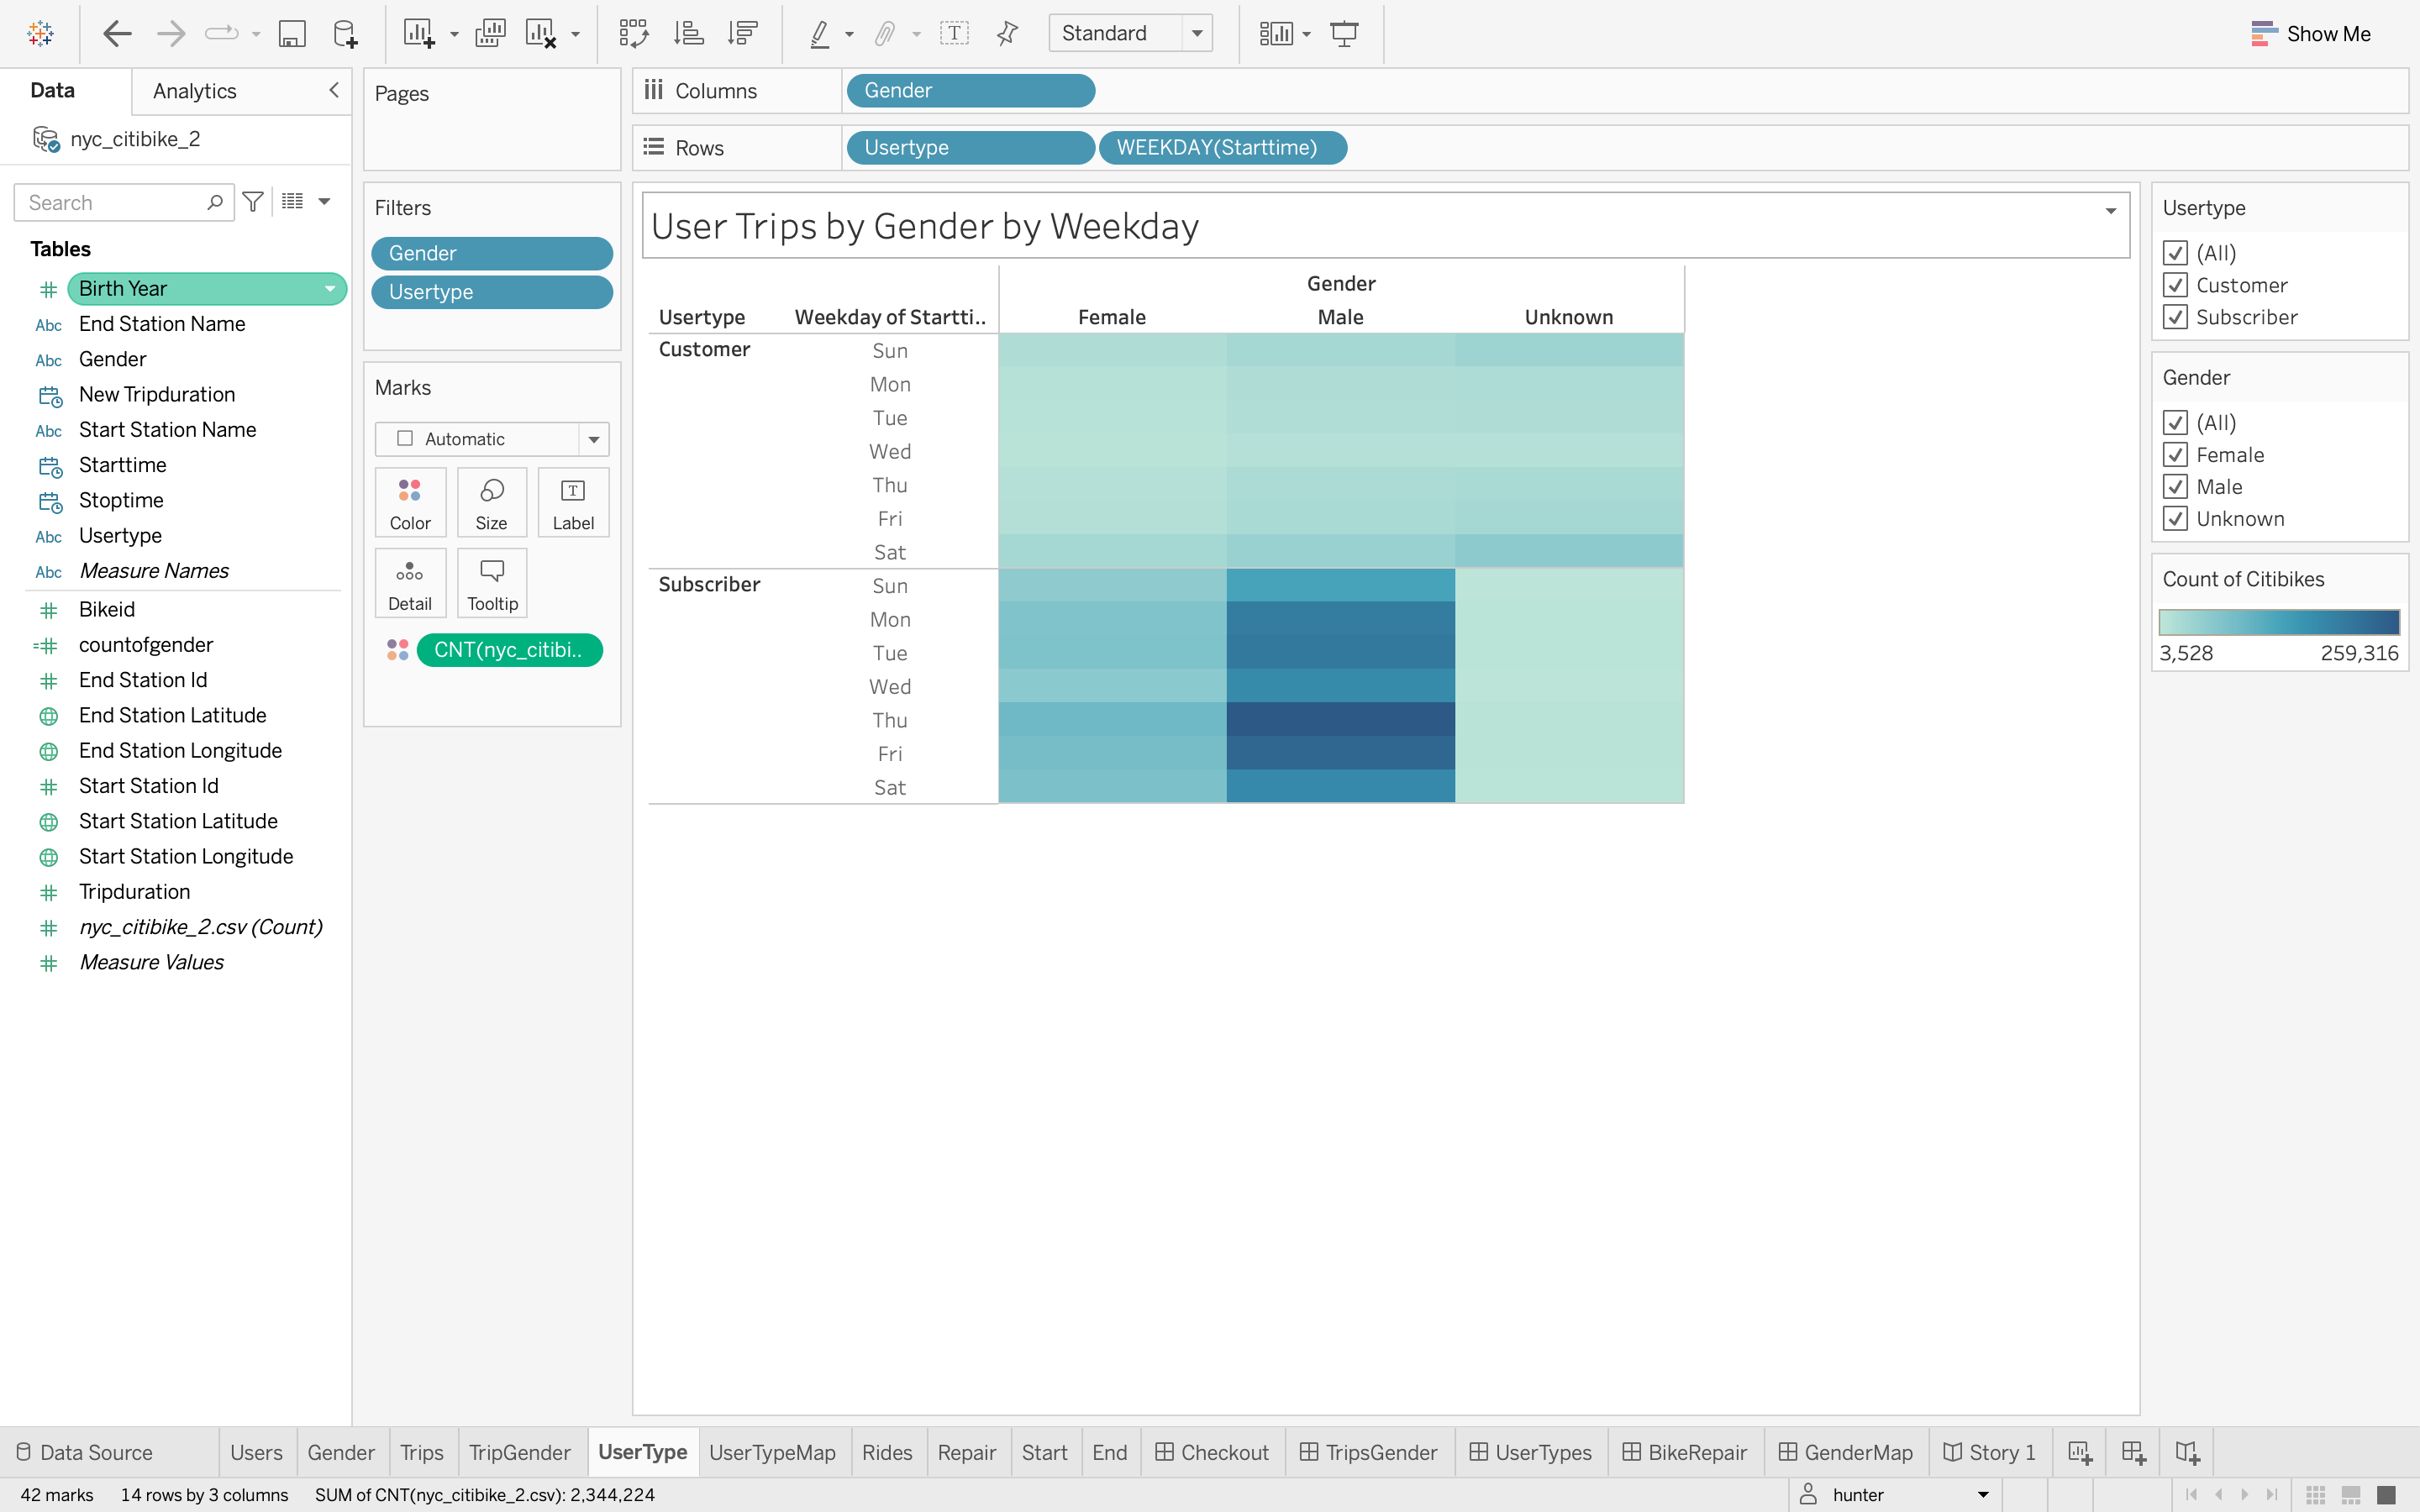 Standard
Show Me
Data
Analytics
nyc_citibike_2
Search
Tables
Birth Year
Abc End Station Name
Abc Gender
New Tripduration
Abc Start Station Name
Starttime
Stoptime
Abc Usertype
Abc Measure Names
Bikeid
countofgender
End Station Id
End Station Latitude
End Station Longitude
Start Station Id
Start Station Latitude
Start Station Longitude
Tripduration
nyc_citibike_2.csv (Count)
Measure Values
Pages
Filters
Gender
Usertype
Marks
Automatic
Color Size Label
Detail Tooltip
CNT(nyc_citibi..
Columns Gender
Rows Usertype WEEKDAY(Starttime)
User Trips by Gender by Weekday
Gender
Usertype Weekday of Startti.. Female Male Unknown
Customer Sun
Mon
Tue
Wed
Thu
Fri
Sat
Subscriber Sun
Mon
Tue
Wed
Thu
Fri
Sat
Usertype
(All)
Customer
Subscriber
Gender
(All)
Female
Male
Unknown
Count of Citibikes
3,528 259,316
Data Source Users Gender Trips TripGender UserType UserTypeMap Rides Repair Start End Checkout TripsGender UserTypes BikeRepair GenderMap Story 1
42 marks 14 rows by 3 columns SUM of CNT(nyc_citibike_2.csv): 2,344,224 hunter